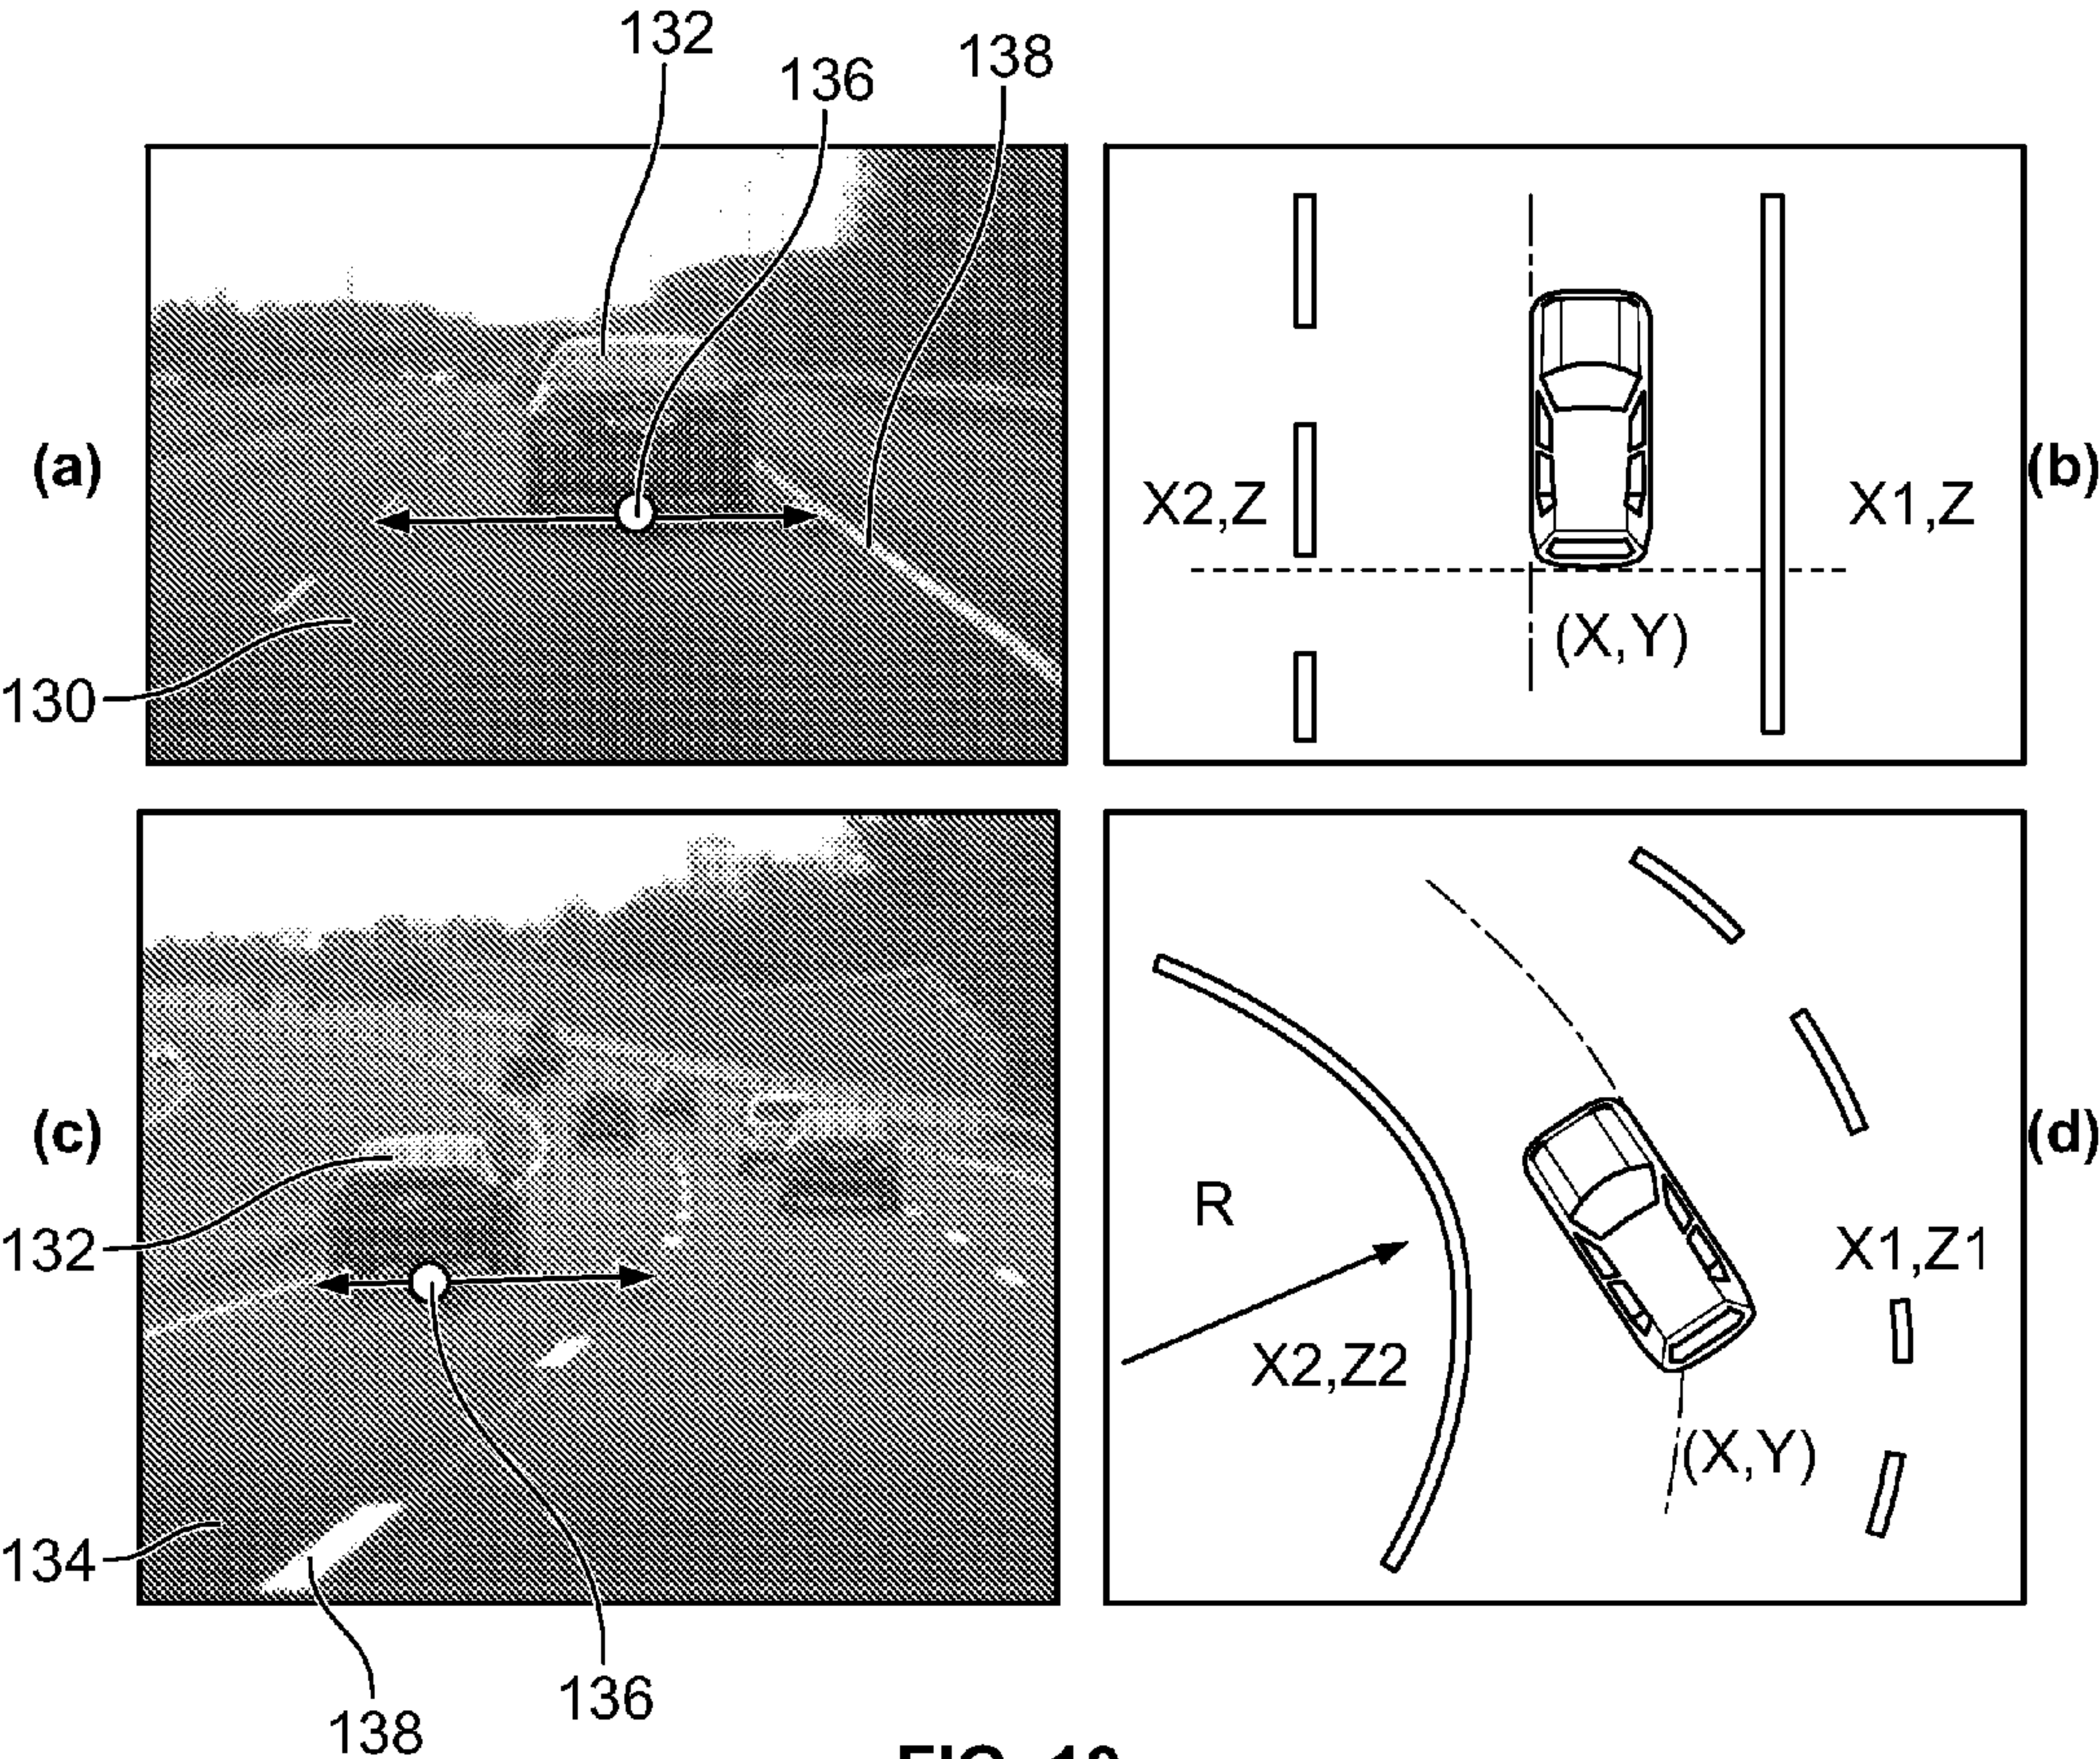 132
136
138
(a)
130
X2,Z
X1,Z
(b)
(X,Y)
(c)
132
134
138
136
R
X2,Z2
X1,Z1
(d)
(X,Y)